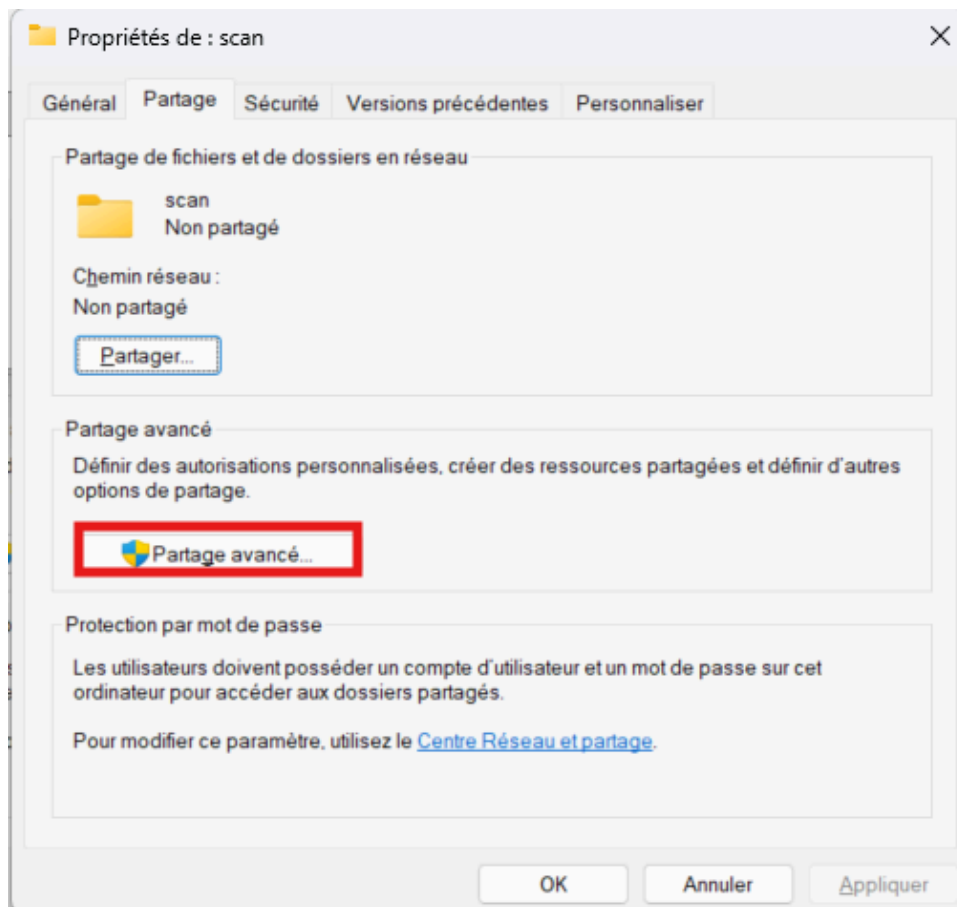 Propriétés de : scan
Général Partage Sécurité Versions précédentes Personnaliser
Partage de fichiers et de dossiers en réseau
scan
Non partagé
Chemin réseau :
Non partagé
Partager...
Partage avancé
Définir des autorisations personnalisées, créer des ressources partagées et définir d'autres
options de partage.
Partage avancé...
Protection par mot de passe
Les utilisateurs doivent posséder un compte d'utilisateur et un mot de passe sur cet
ordinateur pour accéder aux dossiers partagés.
Pour modifier ce paramètre, utilisez le Centre Réseau et partage.
OK Annuler Appliquer